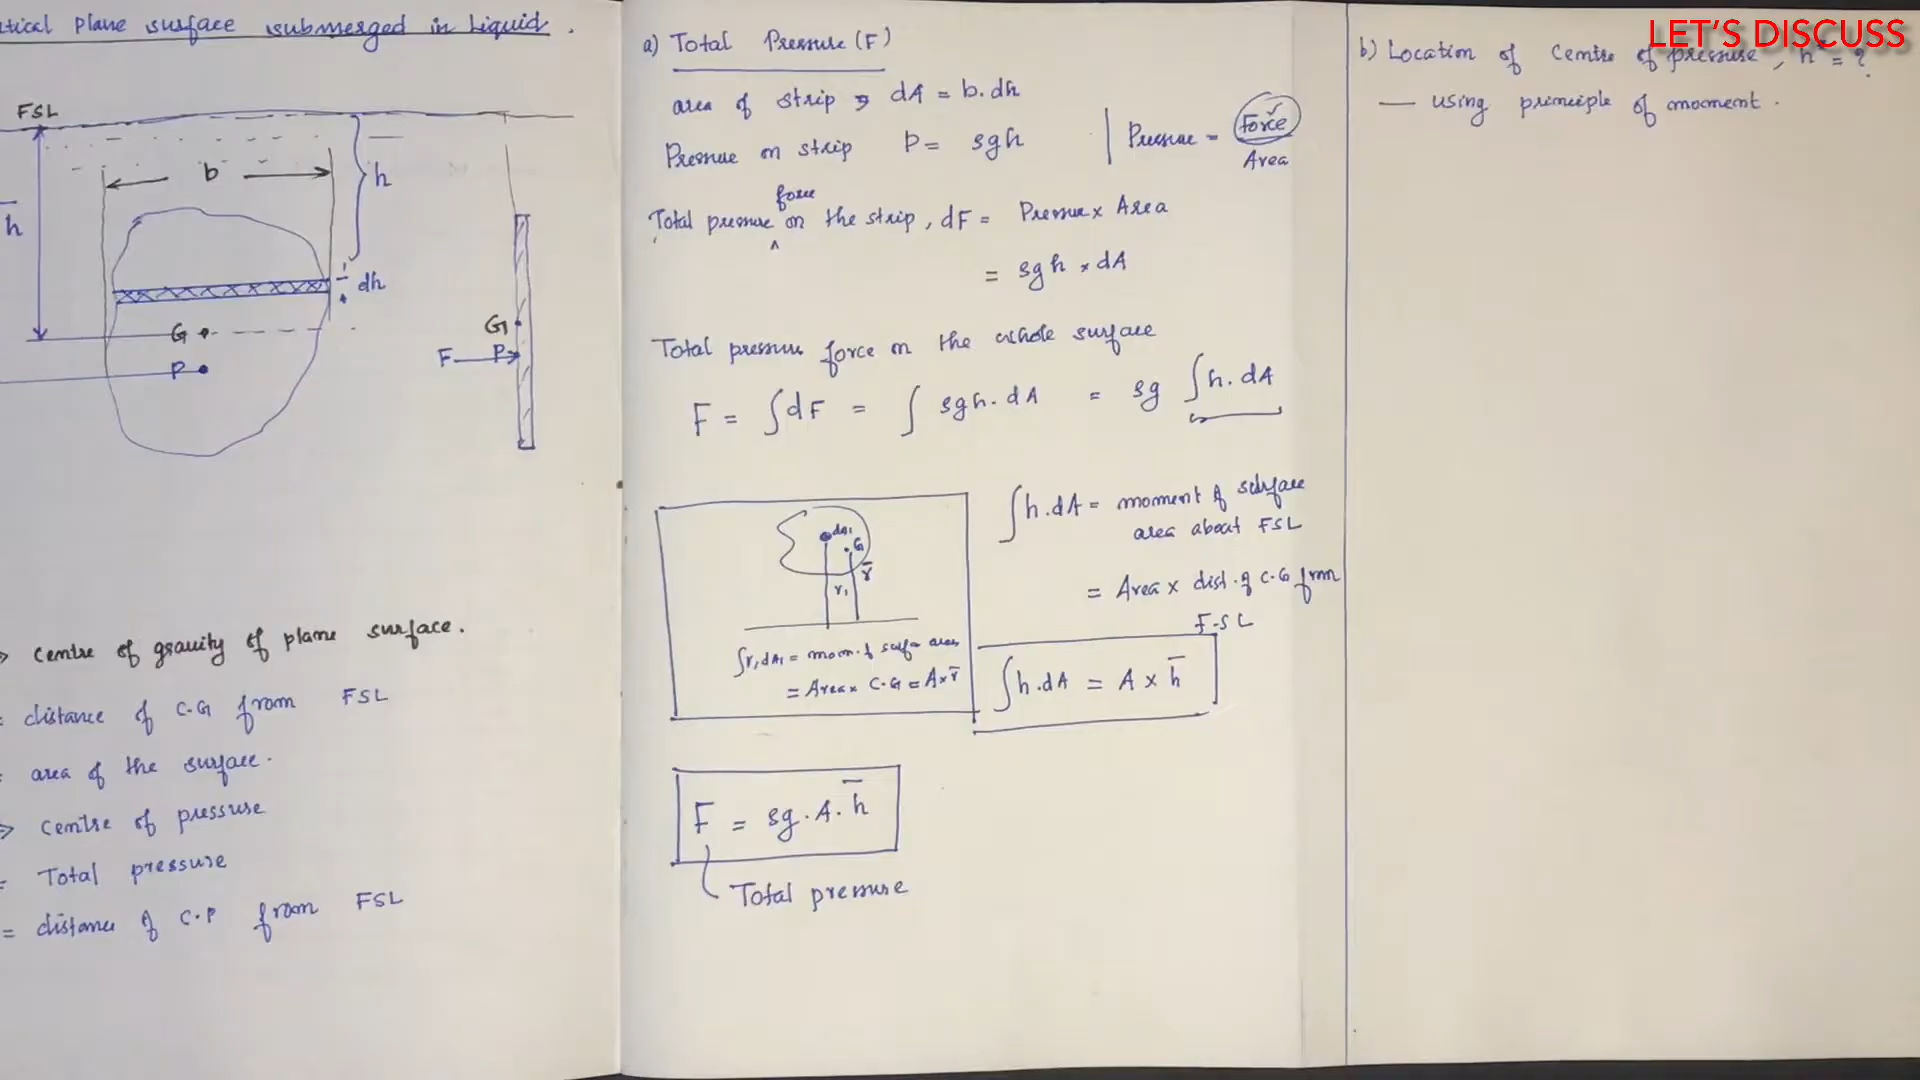 tical Plane surface submerged in Liquid.
FSL
b
h
h̄
dh
G
P
G
F
P
centre of gravity of plane surface.
= distance of C.G from FSL
= area of the surface.
centre of pressure
= Total pressure
= distance of C.P from FSL
a) Total Pressure (F)
area of strip dA = b.dh
Pressure on strip P = ρgh
Pressure = Force
Area
Total pressure force on the strip, dF = Pressure x Area
= ρgh x dA
Total pressure force on the whole surface
F = ∫dF = ∫ρgh.dA = ρg ∫h.dA
dA₁
G
r₁
r̄
∫r₁dA₁ = mom. of surfa area
= Area x C.G = A x r̄
∫h.dA = moment of surface
area about FSL
= Area x dist. of C.G from
F.S L
∫h.dA = A x h̄
F = ρg.A.h̄
Total pressure
LET'S DISCUSS
b) Location of Centre of pressure, h* = ?
— using principle of moment.